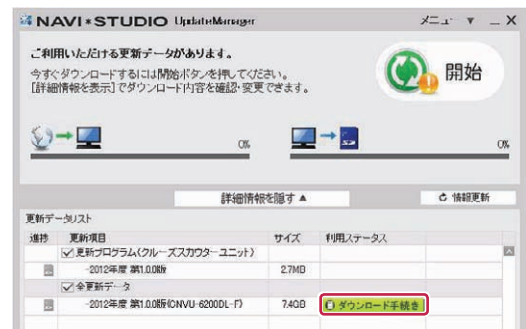 NAVI*STUDIO UpdateManager
メニュー ▼ _ X
ご利用いただける更新データがあります。
今すぐダウンロードするには開始ボタンを押してください。
[詳細情報を表示]でダウンロード内容を確認・変更できます。
開始
0%
0%
詳細情報を隠す ▲
情報更新
更新データリスト
進捗 更新項目 サイズ 利用ステータス
更新プログラム(クルーズスカウターユニット)
-2012年度 第1.0.0版 2.7MB
全更新データ
-2012年度 第1.0.0版(CNVU-6200DL-F) 7.4GB ダウンロード手続き